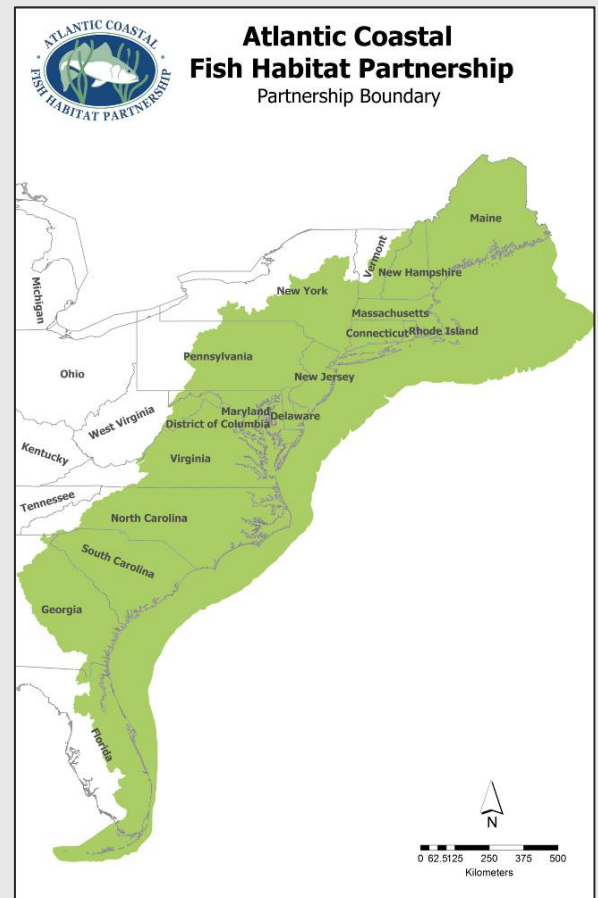 ATLANTIC COASTAL
FISH HABITAT PARTNERSHIP
Atlantic Coastal
Fish Habitat Partnership
Partnership Boundary
Maine
Vermont
New Hampshire
New York
Michigan
Massachusetts
Connecticut Rhode Island
Pennsylvania
Ohio
New Jersey
Maryland
Delaware
District of Columbia
West Virginia
Virginia
Kentucky
Tennessee
North Carolina
South Carolina
Georgia
Florida
N
0 62.5125 250 375 500
Kilometers